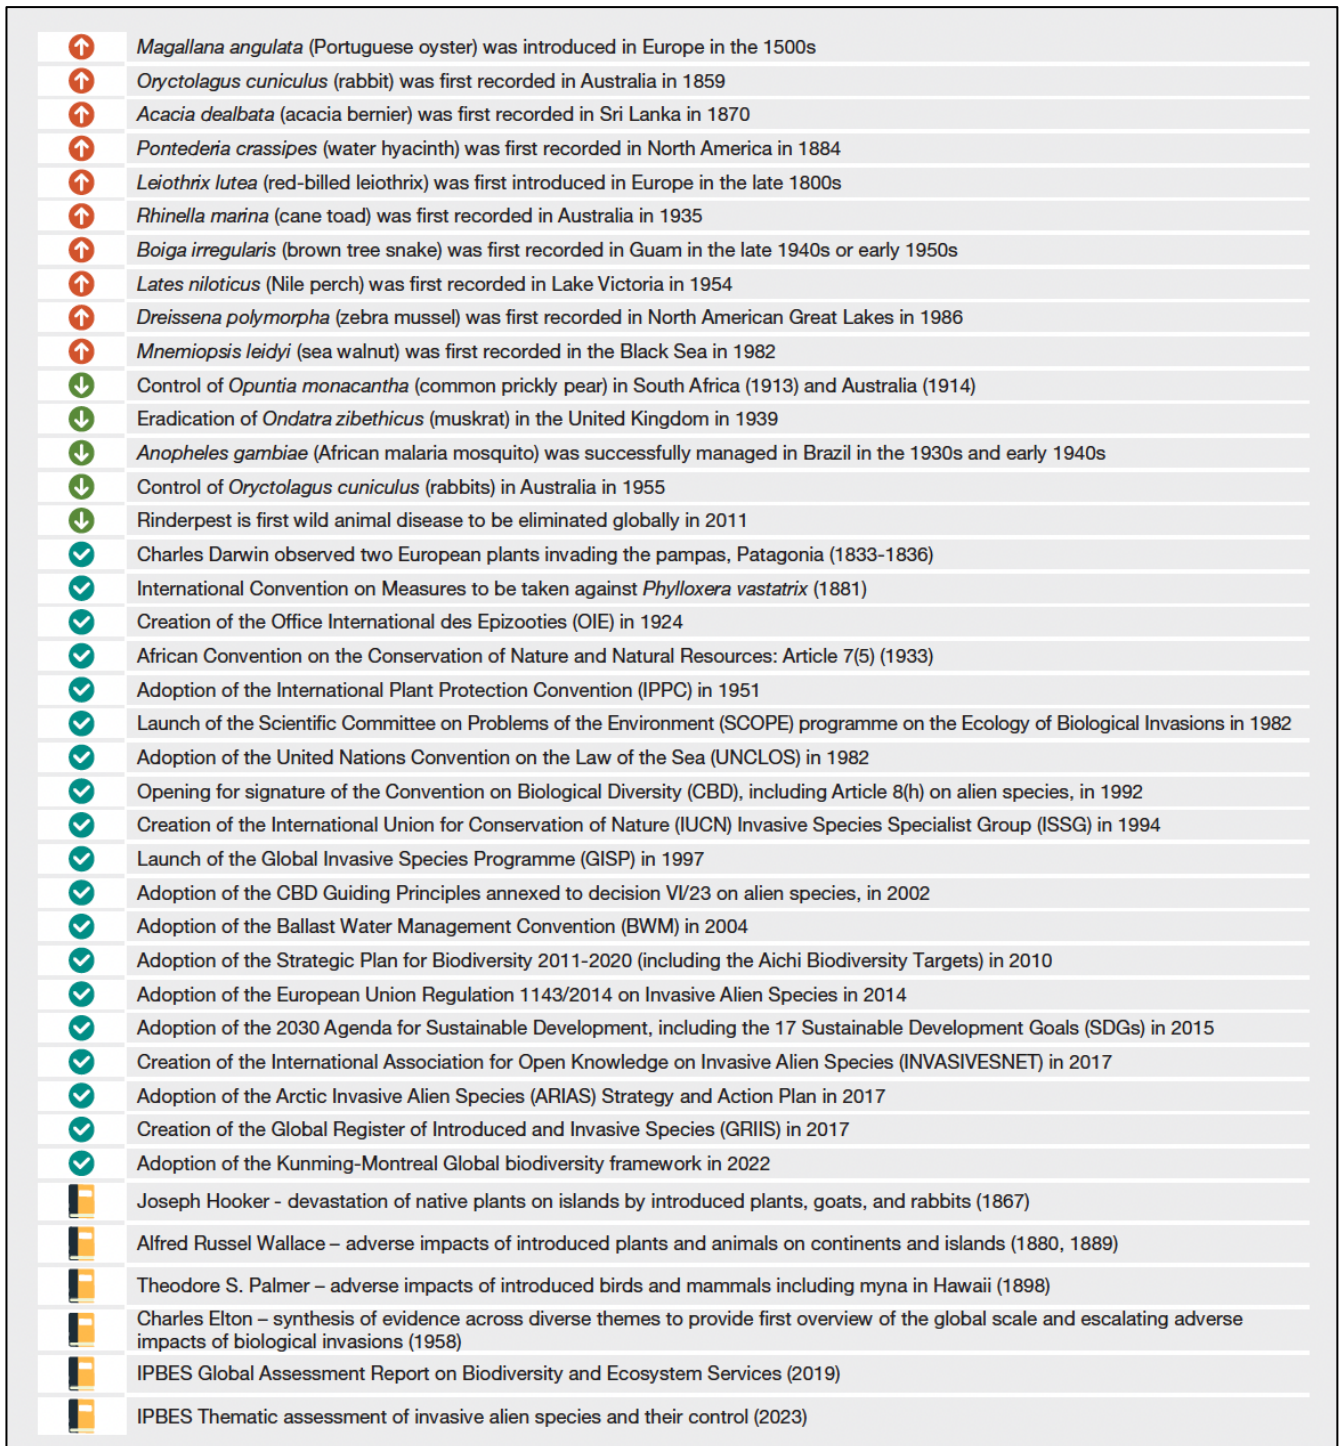 Magallana angulata (Portuguese oyster) was introduced in Europe in the 1500s
Oryctolagus cuniculus (rabbit) was first recorded in Australia in 1859
Acacia dealbata (acacia bernier) was first recorded in Sri Lanka in 1870
Pontederia crassipes (water hyacinth) was first recorded in North America in 1884
Leiothrix lutea (red-billed leiothrix) was first introduced in Europe in the late 1800s
Rhinella marina (cane toad) was first recorded in Australia in 1935
Boiga irregularis (brown tree snake) was first recorded in Guam in the late 1940s or early 1950s
Lates niloticus (Nile perch) was first recorded in Lake Victoria in 1954
Dreissena polymorpha (zebra mussel) was first recorded in North American Great Lakes in 1986
Mnemiopsis leidyi (sea walnut) was first recorded in the Black Sea in 1982
Control of Opuntia monacantha (common prickly pear) in South Africa (1913) and Australia (1914)
Eradication of Ondatra zibethicus (muskrat) in the United Kingdom in 1939
Anopheles gambiae (African malaria mosquito) was successfully managed in Brazil in the 1930s and early 1940s
Control of Oryctolagus cuniculus (rabbits) in Australia in 1955
Rinderpest is first wild animal disease to be eliminated globally in 2011
Charles Darwin observed two European plants invading the pampas, Patagonia (1833-1836)
International Convention on Measures to be taken against Phylloxera vastatrix (1881)
Creation of the Office International des Epizooties (OIE) in 1924
African Convention on the Conservation of Nature and Natural Resources: Article 7(5) (1933)
Adoption of the International Plant Protection Convention (IPPC) in 1951
Launch of the Scientific Committee on Problems of the Environment (SCOPE) programme on the Ecology of Biological Invasions in 1982
Adoption of the United Nations Convention on the Law of the Sea (UNCLOS) in 1982
Opening for signature of the Convention on Biological Diversity (CBD), including Article 8(h) on alien species, in 1992
Creation of the International Union for Conservation of Nature (IUCN) Invasive Species Specialist Group (ISSG) in 1994
Launch of the Global Invasive Species Programme (GISP) in 1997
Adoption of the CBD Guiding Principles annexed to decision VI/23 on alien species, in 2002
Adoption of the Ballast Water Management Convention (BWM) in 2004
Adoption of the Strategic Plan for Biodiversity 2011-2020 (including the Aichi Biodiversity Targets) in 2010
Adoption of the European Union Regulation 1143/2014 on Invasive Alien Species in 2014
Adoption of the 2030 Agenda for Sustainable Development, including the 17 Sustainable Development Goals (SDGs) in 2015
Creation of the International Association for Open Knowledge on Invasive Alien Species (INVASIVESNET) in 2017
Adoption of the Arctic Invasive Alien Species (ARIAS) Strategy and Action Plan in 2017
Creation of the Global Register of Introduced and Invasive Species (GRIIS) in 2017
Adoption of the Kunming-Montreal Global biodiversity framework in 2022
Joseph Hooker - devastation of native plants on islands by introduced plants, goats, and rabbits (1867)
Alfred Russel Wallace – adverse impacts of introduced plants and animals on continents and islands (1880, 1889)
Theodore S. Palmer – adverse impacts of introduced birds and mammals including myna in Hawaii (1898)
Charles Elton – synthesis of evidence across diverse themes to provide first overview of the global scale and escalating adverse
impacts of biological invasions (1958)
IPBES Global Assessment Report on Biodiversity and Ecosystem Services (2019)
IPBES Thematic assessment of invasive alien species and their control (2023)